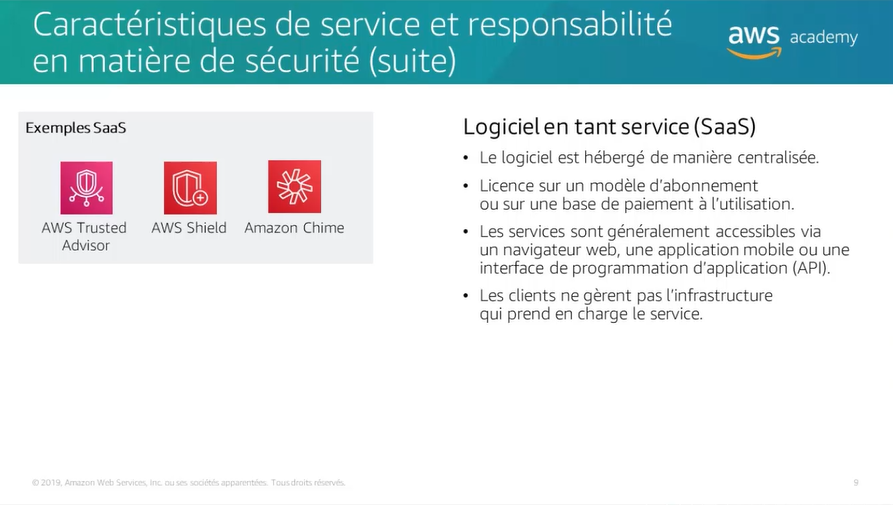 Caractéristiques de service et responsabilité
en matière de sécurité (suite)
aws academy
Exemples SaaS
AWS Trusted
Advisor
AWS Shield
Amazon Chime
Logiciel en tant service (SaaS)
• Le logiciel est hébergé de manière centralisée.
• Licence sur un modèle d'abonnement
ou sur une base de paiement à l'utilisation.
• Les services sont généralement accessibles via
un navigateur web, une application mobile ou une
interface de programmation d'application (API).
• Les clients ne gèrent pas l'infrastructure
qui prend en charge le service.
© 2019, Amazon Web Services, Inc. ou ses sociétés apparentées. Tous droits réservés.
9